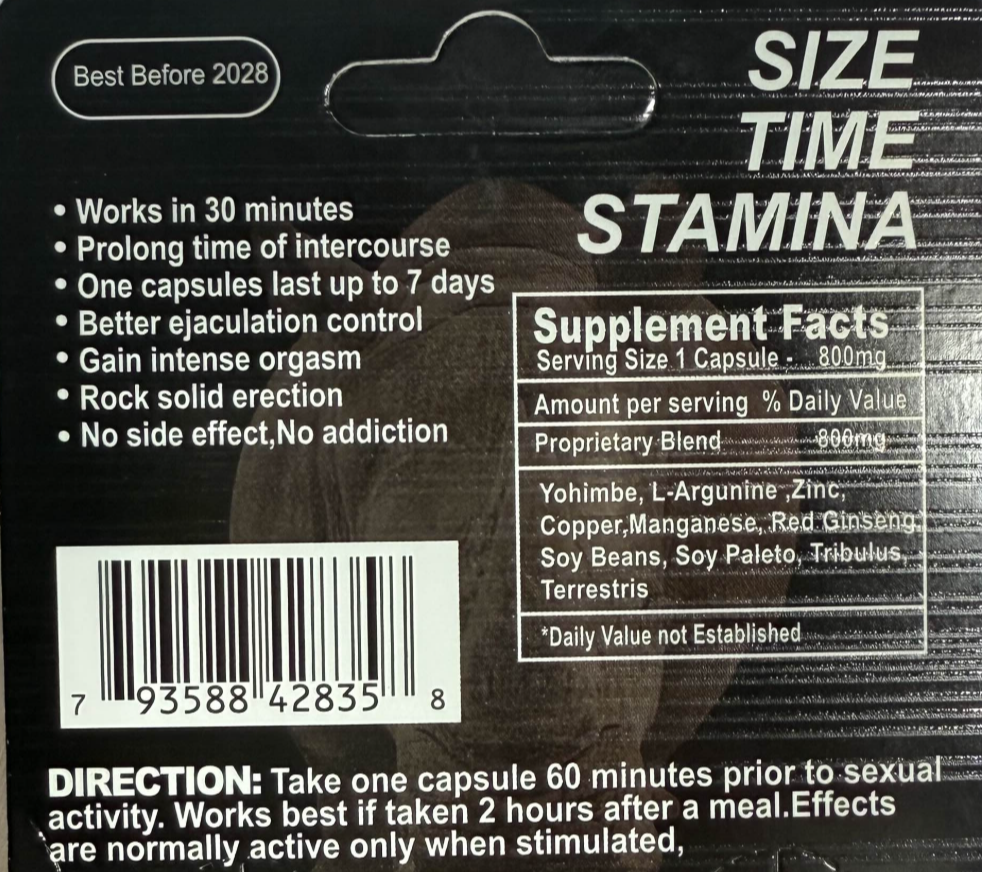 Best Before 2028
SIZE
TIME
STAMINA
• Works in 30 minutes
• Prolong time of intercourse
• One capsules last up to 7 days
• Better ejaculation control
• Gain intense orgasm
• Rock solid erection
• No side effect,No addiction
Supplement Facts
Serving Size 1 Capsule - 800mg
Amount per serving % Daily Value
Proprietary Blend 800mg
Yohimbe, L-Argunine ,Zinc,
Copper,Manganese, Red Ginseng,
Soy Beans, Soy Paleto, Tribulus,
Terrestris
*Daily Value not Established
7 93588 42835 8
DIRECTION: Take one capsule 60 minutes prior to sexual
activity. Works best if taken 2 hours after a meal.Effects
are normally active only when stimulated,